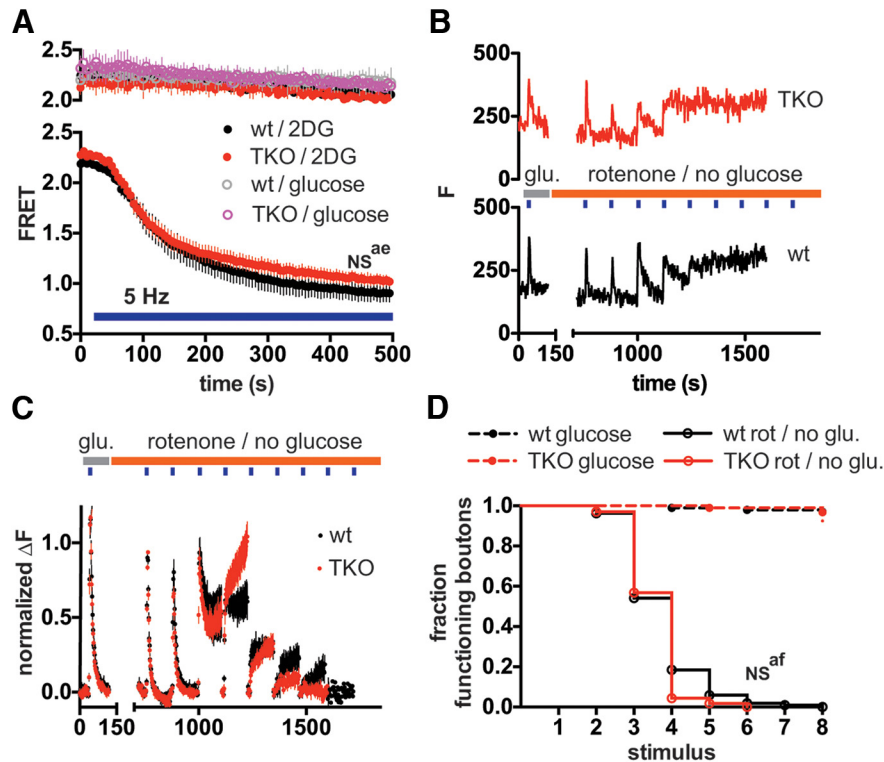 A
2.5
2.0
2.5
2.0
1.5
1.0
0.5
FRET
wt / 2DG
TKO / 2DG
wt / glucose
TKO / glucose
NS ae
5 Hz
0 100 200 300 400 500
time (s)
B
500
250
0
TKO
glu. rotenone / no glucose
F
500
250
0
wt
0 150 1000 1500
time (s)
C
glu. rotenone / no glucose
1.0
0.5
0.0
normalized ΔF
wt
TKO
0 150 1000 1500
D
wt glucose wt rot / no glu.
TKO glucose TKO rot / no glu.
1.0
0.8
0.6
0.4
0.2
0.0
fraction
functioning boutons
NS af
1 2 3 4 5 6 7 8
stimulus